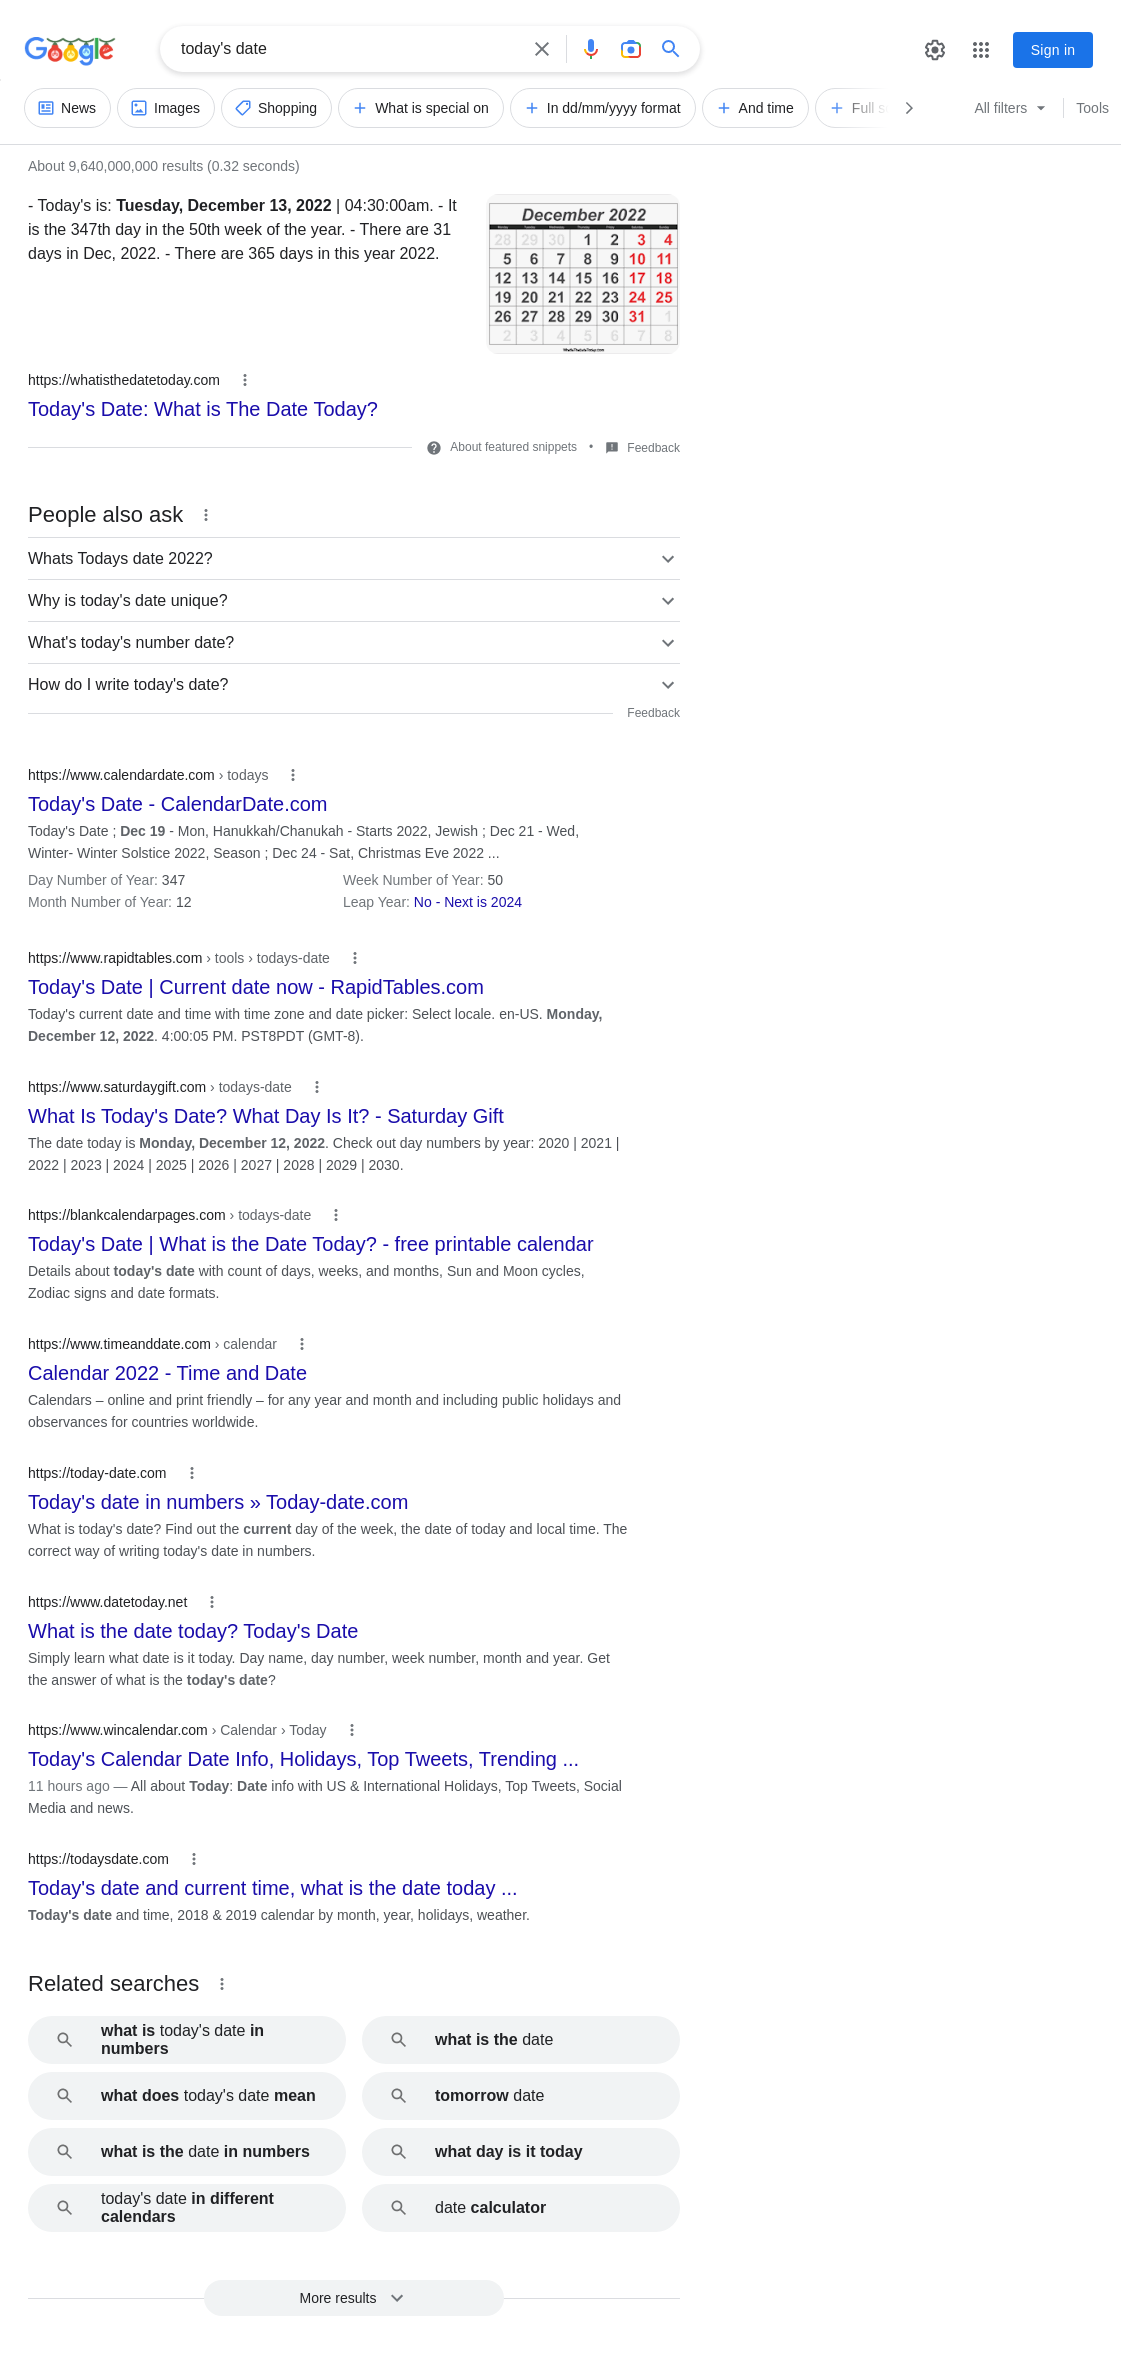 Google
today's date
Sign in
News
Images
Shopping
What is special on
In dd/mm/yyyy format
And time
Full
All filters
Tools
About 9,640,000,000 results (0.32 seconds)
- Today's is: Tuesday, December 13, 2022 | 04:30:00am. - It
is the 347th day in the 50th week of the year. - There are 31
days in Dec, 2022. - There are 365 days in this year 2022.
December 2022
Monday Tuesday Wednesday Thursday Friday Saturday Sunday
28 29 30 1 2 3 4
5 6 7 8 9 10 11
12 13 14 15 16 17 18
19 20 21 22 23 24 25
26 27 28 29 30 31 1
2 3 4 5 6 7 8
https://whatisthedatetoday.com
Today's Date: What is The Date Today?
About featured snippets • Feedback
People also ask
Whats Todays date 2022?
Why is today's date unique?
What's today's number date?
How do I write today's date?
Feedback
https://www.calendardate.com › todays
Today's Date - CalendarDate.com
Today's Date ; Dec 19 - Mon, Hanukkah/Chanukah - Starts 2022, Jewish ; Dec 21 - Wed,
Winter- Winter Solstice 2022, Season ; Dec 24 - Sat, Christmas Eve 2022 ...
Day Number of Year: 347
Week Number of Year: 50
Month Number of Year: 12
Leap Year: No - Next is 2024
https://www.rapidtables.com › tools › todays-date
Today's Date | Current date now - RapidTables.com
Today's current date and time with time zone and date picker: Select locale. en-US. Monday,
December 12, 2022. 4:00:05 PM. PST8PDT (GMT-8).
https://www.saturdaygift.com › todays-date
What Is Today's Date? What Day Is It? - Saturday Gift
The date today is Monday, December 12, 2022. Check out day numbers by year: 2020 | 2021 |
2022 | 2023 | 2024 | 2025 | 2026 | 2027 | 2028 | 2029 | 2030.
https://blankcalendarpages.com › todays-date
Today's Date | What is the Date Today? - free printable calendar
Details about today's date with count of days, weeks, and months, Sun and Moon cycles,
Zodiac signs and date formats.
https://www.timeanddate.com › calendar
Calendar 2022 - Time and Date
Calendars – online and print friendly – for any year and month and including public holidays and
observances for countries worldwide.
https://today-date.com
Today's date in numbers » Today-date.com
What is today's date? Find out the current day of the week, the date of today and local time. The
correct way of writing today's date in numbers.
https://www.datetoday.net
What is the date today? Today's Date
Simply learn what date is it today. Day name, day number, week number, month and year. Get
the answer of what is the today's date?
https://www.wincalendar.com › Calendar › Today
Today's Calendar Date Info, Holidays, Top Tweets, Trending ...
11 hours ago — All about Today: Date info with US & International Holidays, Top Tweets, Social
Media and news.
https://todaysdate.com
Today's date and current time, what is the date today ...
Today's date and time, 2018 & 2019 calendar by month, year, holidays, weather.
Related searches
what is today's date in
numbers
what is the date
what does today's date mean
tomorrow date
what is the date in numbers
what day is it today
today's date in different
calendars
date calculator
More results